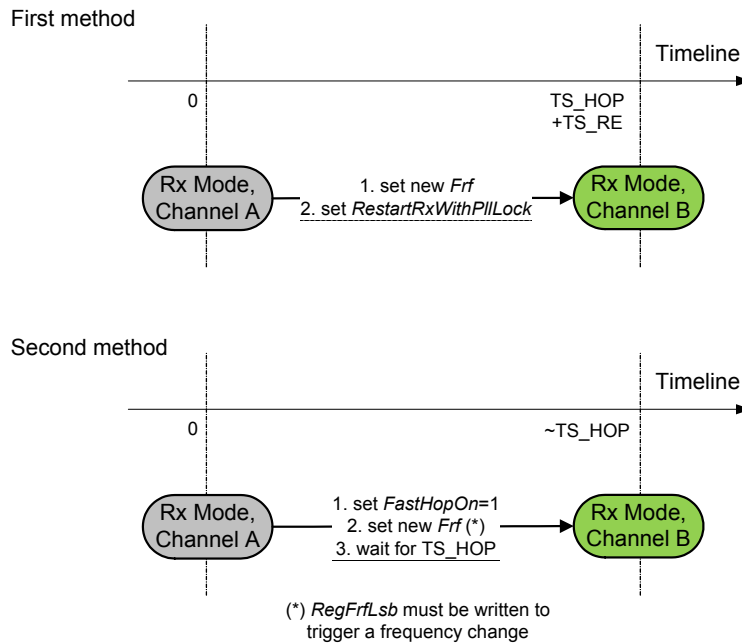 First method
Timeline
0
TS_HOP
+TS_RE
Rx Mode,
Channel A
1. set new Frf
2. set RestartRxWithPllLock
Rx Mode,
Channel B
Second method
Timeline
0
~TS_HOP
Rx Mode,
Channel A
1. set FastHopOn=1
2. set new Frf (*)
3. wait for TS_HOP
Rx Mode,
Channel B
(*) RegFrfLsb must be written to
trigger a frequency change